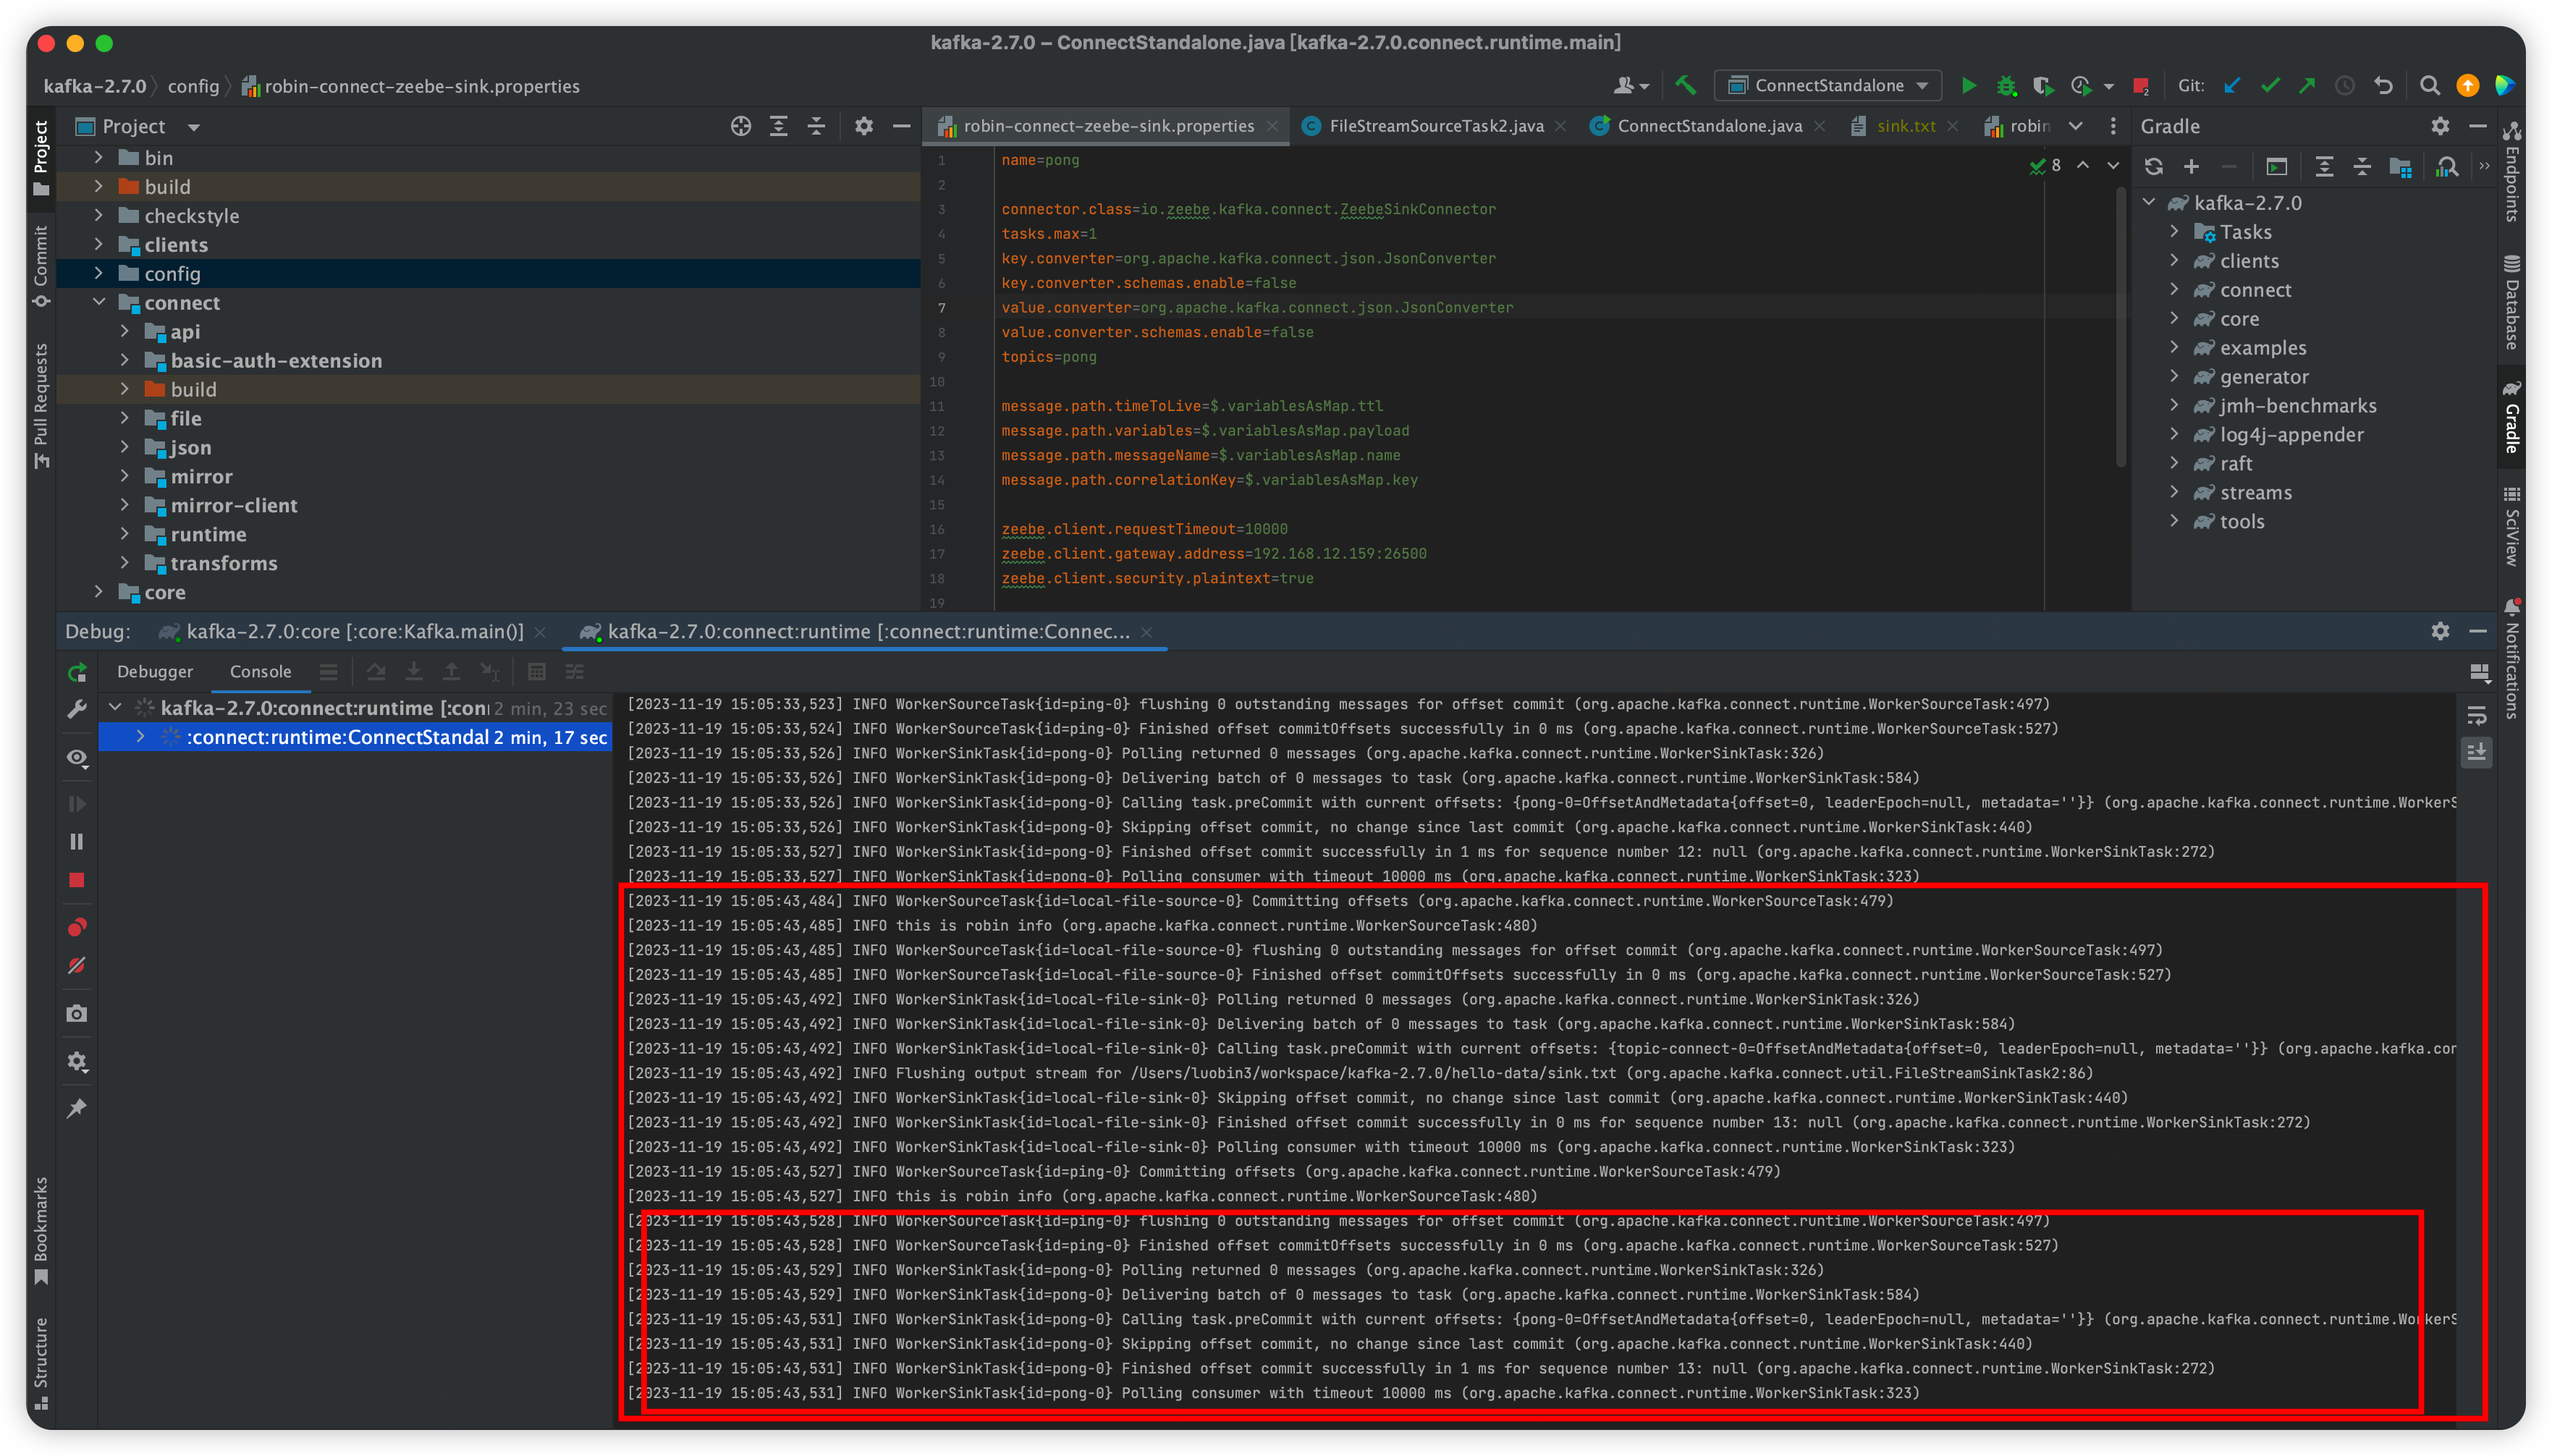 kafka-2.7.0 – ConnectStandalone.java [kafka-2.7.0.connect.runtime.main]
kafka-2.7.0 config robin-connect-zeebe-sink.properties
ConnectStandalone
Git:
Project
Commit
Pull Requests
Bookmarks
Structure
Project
bin
build
checkstyle
clients
config
connect
api
basic-auth-extension
build
file
json
mirror
mirror-client
runtime
transforms
core
robin-connect-zeebe-sink.properties FileStreamSourceTask2.java ConnectStandalone.java sink.txt robin
8
1 name=pong
2
3 connector.class=io.zeebe.kafka.connect.ZeebeSinkConnector
4 tasks.max=1
5 key.converter=org.apache.kafka.connect.json.JsonConverter
6 key.converter.schemas.enable=false
7 value.converter=org.apache.kafka.connect.json.JsonConverter
8 value.converter.schemas.enable=false
9 topics=pong
10
11 message.path.timeToLive=$.variablesAsMap.ttl
12 message.path.variables=$.variablesAsMap.payload
13 message.path.messageName=$.variablesAsMap.name
14 message.path.correlationKey=$.variablesAsMap.key
15
16 zeebe.client.requestTimeout=10000
17 zeebe.client.gateway.address=192.168.12.159:26500
18 zeebe.client.security.plaintext=true
19
Gradle
kafka-2.7.0
Tasks
clients
connect
core
examples
generator
jmh-benchmarks
log4j-appender
raft
streams
tools
Endpoints
Database
Gradle
SciView
Notifications
Debug: kafka-2.7.0:core [:core:Kafka.main()] kafka-2.7.0:connect:runtime [:connect:runtime:Connec...
Debugger Console
kafka-2.7.0:connect:runtime [:con 2 min, 23 sec
:connect:runtime:ConnectStandal 2 min, 17 sec
[2023-11-19 15:05:33,523] INFO WorkerSourceTask{id=ping-0} flushing 0 outstanding messages for offset commit (org.apache.kafka.connect.runtime.WorkerSourceTask:497)
[2023-11-19 15:05:33,524] INFO WorkerSourceTask{id=ping-0} Finished offset commitOffsets successfully in 0 ms (org.apache.kafka.connect.runtime.WorkerSourceTask:527)
[2023-11-19 15:05:33,526] INFO WorkerSinkTask{id=pong-0} Polling returned 0 messages (org.apache.kafka.connect.runtime.WorkerSinkTask:326)
[2023-11-19 15:05:33,526] INFO WorkerSinkTask{id=pong-0} Delivering batch of 0 messages to task (org.apache.kafka.connect.runtime.WorkerSinkTask:584)
[2023-11-19 15:05:33,526] INFO WorkerSinkTask{id=pong-0} Calling task.preCommit with current offsets: {pong-0=OffsetAndMetadata{offset=0, leaderEpoch=null, metadata=''}} (org.apache.kafka.connect.runtime.WorkerS
[2023-11-19 15:05:33,526] INFO WorkerSinkTask{id=pong-0} Skipping offset commit, no change since last commit (org.apache.kafka.connect.runtime.WorkerSinkTask:440)
[2023-11-19 15:05:33,527] INFO WorkerSinkTask{id=pong-0} Finished offset commit successfully in 1 ms for sequence number 12: null (org.apache.kafka.connect.runtime.WorkerSinkTask:272)
[2023-11-19 15:05:33,527] INFO WorkerSinkTask{id=pong-0} Polling consumer with timeout 10000 ms (org.apache.kafka.connect.runtime.WorkerSinkTask:323)
[2023-11-19 15:05:43,484] INFO WorkerSourceTask{id=local-file-source-0} Committing offsets (org.apache.kafka.connect.runtime.WorkerSourceTask:479)
[2023-11-19 15:05:43,485] INFO this is robin info (org.apache.kafka.connect.runtime.WorkerSourceTask:480)
[2023-11-19 15:05:43,485] INFO WorkerSourceTask{id=local-file-source-0} flushing 0 outstanding messages for offset commit (org.apache.kafka.connect.runtime.WorkerSourceTask:497)
[2023-11-19 15:05:43,485] INFO WorkerSourceTask{id=local-file-source-0} Finished offset commitOffsets successfully in 0 ms (org.apache.kafka.connect.runtime.WorkerSourceTask:527)
[2023-11-19 15:05:43,492] INFO WorkerSinkTask{id=local-file-sink-0} Polling returned 0 messages (org.apache.kafka.connect.runtime.WorkerSinkTask:326)
[2023-11-19 15:05:43,492] INFO WorkerSinkTask{id=local-file-sink-0} Delivering batch of 0 messages to task (org.apache.kafka.connect.runtime.WorkerSinkTask:584)
[2023-11-19 15:05:43,492] INFO WorkerSinkTask{id=local-file-sink-0} Calling task.preCommit with current offsets: {topic-connect-0=OffsetAndMetadata{offset=0, leaderEpoch=null, metadata=''}} (org.apache.kafka.cor
[2023-11-19 15:05:43,492] INFO Flushing output stream for /Users/luobin3/workspace/kafka-2.7.0/hello-data/sink.txt (org.apache.kafka.connect.util.FileStreamSinkTask2:86)
[2023-11-19 15:05:43,492] INFO WorkerSinkTask{id=local-file-sink-0} Skipping offset commit, no change since last commit (org.apache.kafka.connect.runtime.WorkerSinkTask:440)
[2023-11-19 15:05:43,492] INFO WorkerSinkTask{id=local-file-sink-0} Finished offset commit successfully in 0 ms for sequence number 13: null (org.apache.kafka.connect.runtime.WorkerSinkTask:272)
[2023-11-19 15:05:43,492] INFO WorkerSinkTask{id=local-file-sink-0} Polling consumer with timeout 10000 ms (org.apache.kafka.connect.runtime.WorkerSinkTask:323)
[2023-11-19 15:05:43,527] INFO WorkerSourceTask{id=ping-0} Committing offsets (org.apache.kafka.connect.runtime.WorkerSourceTask:479)
[2023-11-19 15:05:43,527] INFO this is robin info (org.apache.kafka.connect.runtime.WorkerSourceTask:480)
[2023-11-19 15:05:43,528] INFO WorkerSourceTask{id=ping-0} flushing 0 outstanding messages for offset commit (org.apache.kafka.connect.runtime.WorkerSourceTask:497)
[2023-11-19 15:05:43,528] INFO WorkerSourceTask{id=ping-0} Finished offset commitOffsets successfully in 0 ms (org.apache.kafka.connect.runtime.WorkerSourceTask:527)
[2023-11-19 15:05:43,529] INFO WorkerSinkTask{id=pong-0} Polling returned 0 messages (org.apache.kafka.connect.runtime.WorkerSinkTask:326)
[2023-11-19 15:05:43,529] INFO WorkerSinkTask{id=pong-0} Delivering batch of 0 messages to task (org.apache.kafka.connect.runtime.WorkerSinkTask:584)
[2023-11-19 15:05:43,531] INFO WorkerSinkTask{id=pong-0} Calling task.preCommit with current offsets: {pong-0=OffsetAndMetadata{offset=0, leaderEpoch=null, metadata=''}} (org.apache.kafka.connect.runtime.WorkerS
[2023-11-19 15:05:43,531] INFO WorkerSinkTask{id=pong-0} Skipping offset commit, no change since last commit (org.apache.kafka.connect.runtime.WorkerSinkTask:440)
[2023-11-19 15:05:43,531] INFO WorkerSinkTask{id=pong-0} Finished offset commit successfully in 1 ms for sequence number 13: null (org.apache.kafka.connect.runtime.WorkerSinkTask:272)
[2023-11-19 15:05:43,531] INFO WorkerSinkTask{id=pong-0} Polling consumer with timeout 10000 ms (org.apache.kafka.connect.runtime.WorkerSinkTask:323)